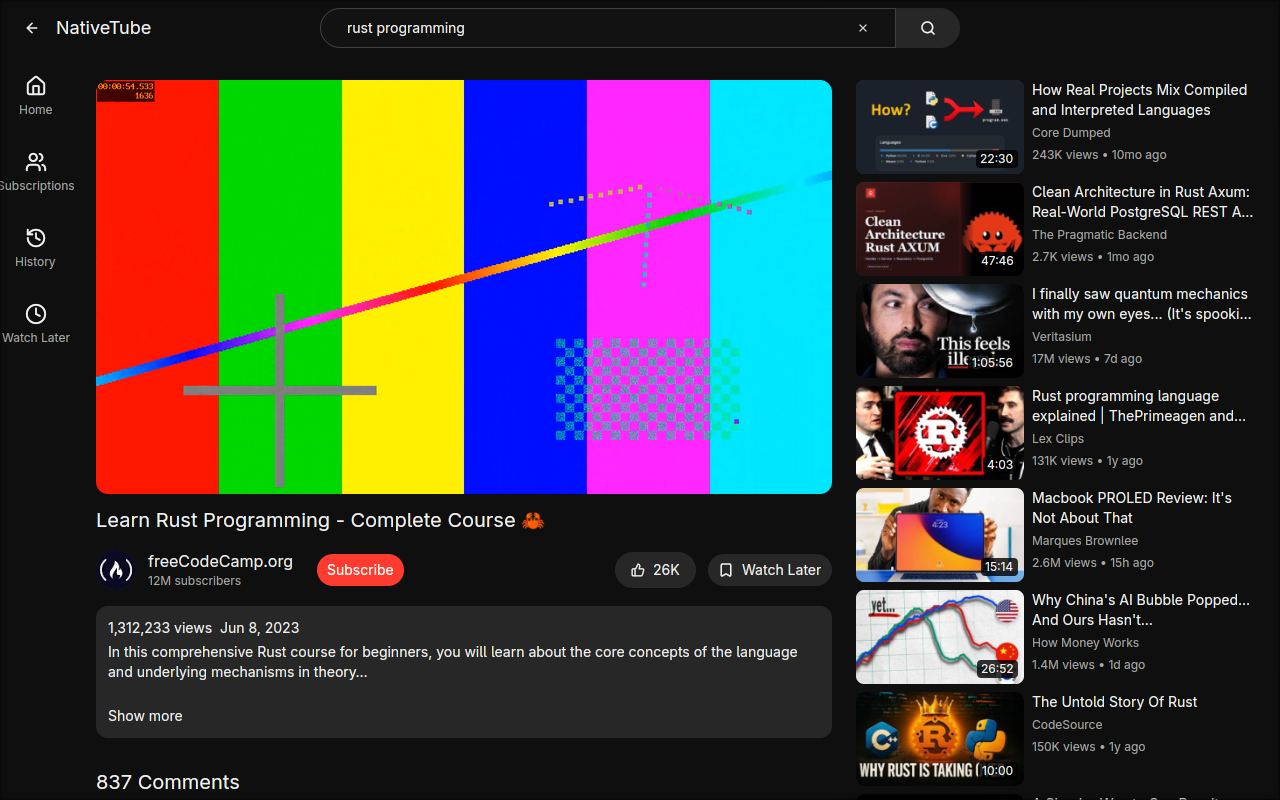 NativeTube
rust programming
Home
Subscriptions
History
Watch Later
00:00:54.533
1636
Learn Rust Programming - Complete Course 🦀
freeCodeCamp.org
12M subscribers
Subscribe
26K
Watch Later
1,312,233 views Jun 8, 2023
In this comprehensive Rust course for beginners, you will learn about the core concepts of the language
and underlying mechanisms in theory...
Show more
837 Comments
How?
program.exe
Languages
22:30
How Real Projects Mix Compiled
and Interpreted Languages
Core Dumped
243K views • 10mo ago
Clean
Architecture
Rust AXUM
47:46
Clean Architecture in Rust Axum:
Real-World PostgreSQL REST A...
The Pragmatic Backend
2.7K views • 1mo ago
This feels
ille
1:05:56
I finally saw quantum mechanics
with my own eyes... (It's spooki...
Veritasium
17M views • 7d ago
R
4:03
Rust programming language
explained | ThePrimeagen and...
Lex Clips
131K views • 1y ago
4:23
15:14
Macbook PROLED Review: It's
Not About That
Marques Brownlee
2.6M views • 15h ago
yet...
26:52
Why China's AI Bubble Popped...
And Ours Hasn't...
How Money Works
1.4M views • 1d ago
C++
R
WHY RUST IS TAKING
10:00
The Untold Story Of Rust
CodeSource
150K views • 1y ago